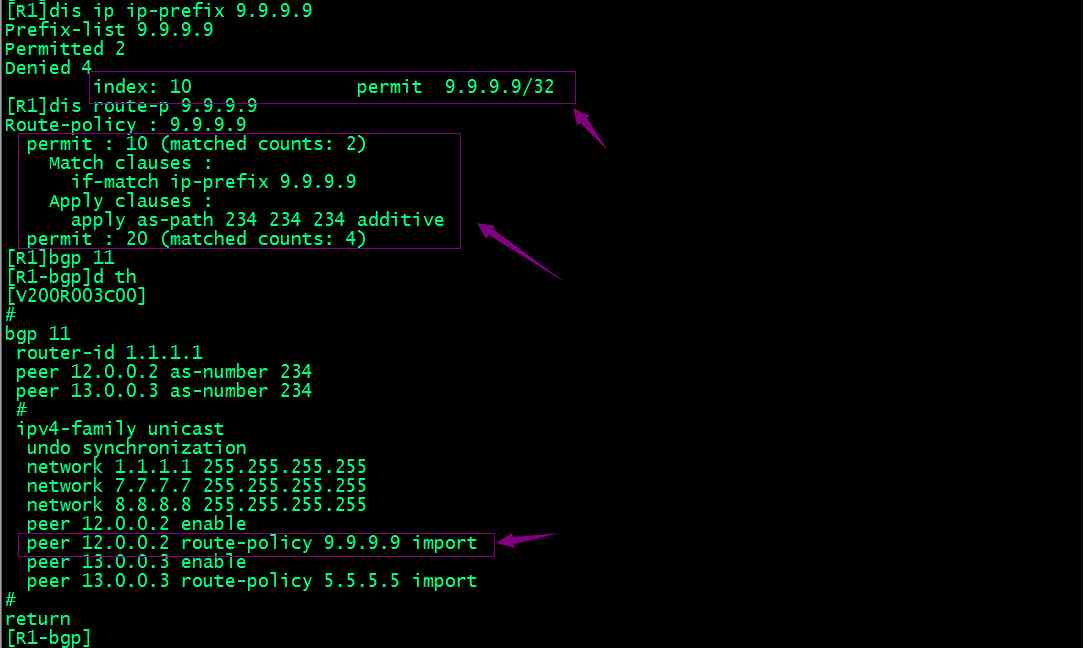 [R1]dis ip ip-prefix 9.9.9.9
Prefix-list 9.9.9.9
Permitted 2
Denied 4
index: 10 permit 9.9.9.9/32
[R1]dis route-p 9.9.9.9
Route-policy : 9.9.9.9
permit : 10 (matched counts: 2)
Match clauses :
if-match ip-prefix 9.9.9.9
Apply clauses :
apply as-path 234 234 234 additive
permit : 20 (matched counts: 4)
[R1]bgp 11
[R1-bgp]d th
[V200R003C00]
#
bgp 11
router-id 1.1.1.1
peer 12.0.0.2 as-number 234
peer 13.0.0.3 as-number 234
#
ipv4-family unicast
undo synchronization
network 1.1.1.1 255.255.255.255
network 7.7.7.7 255.255.255.255
network 8.8.8.8 255.255.255.255
peer 12.0.0.2 enable
peer 12.0.0.2 route-policy 9.9.9.9 import
peer 13.0.0.3 enable
peer 13.0.0.3 route-policy 5.5.5.5 import
#
return
[R1-bgp]